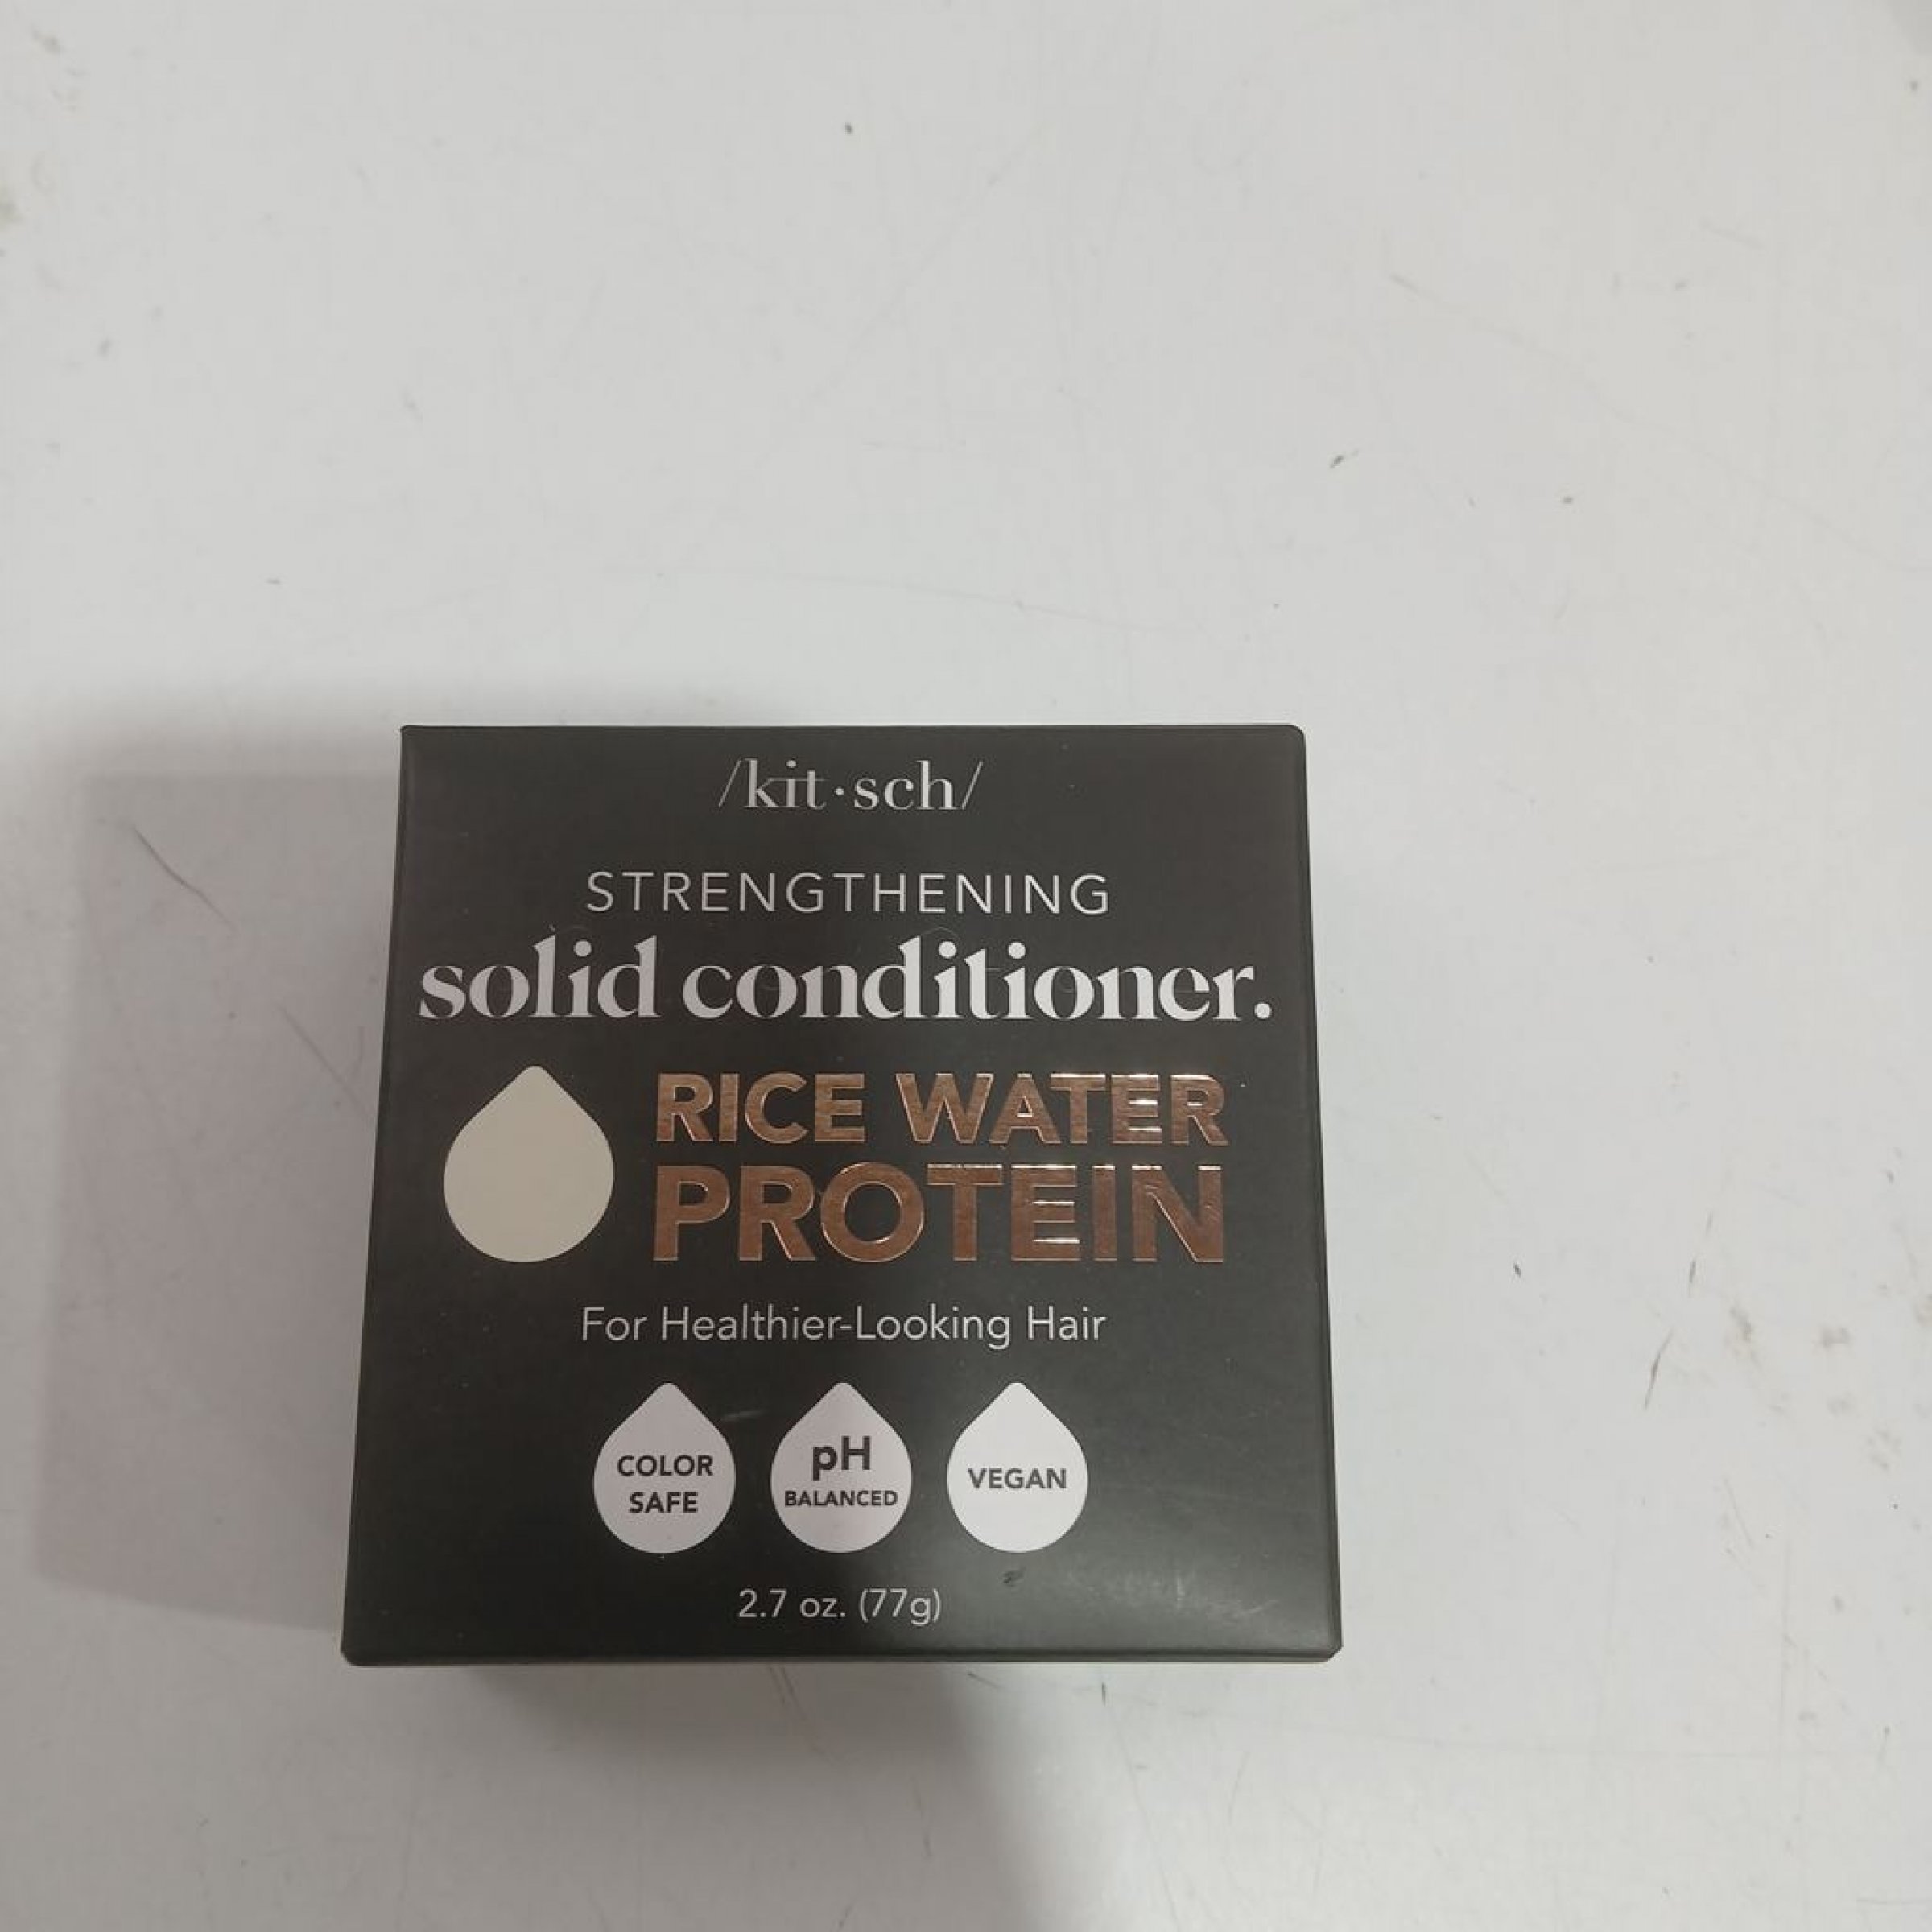 /kit·sch/
STRENGTHENING
solid conditioner.
RICE WATER
PROTEIN
For Healthier-Looking Hair
COLOR
SAFE
pH
BALANCED
VEGAN
2.7 oz. (77g)